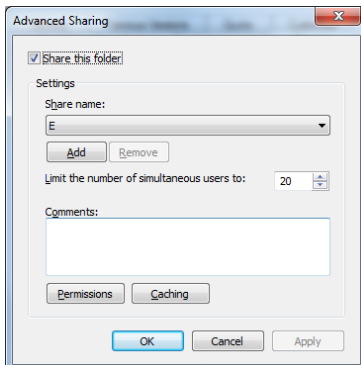 Advanced Sharing
Share this folder
Settings
Share name:
E
Add Remove
Limit the number of simultaneous users to: 20
Comments:
Permissions Caching
OK Cancel Apply